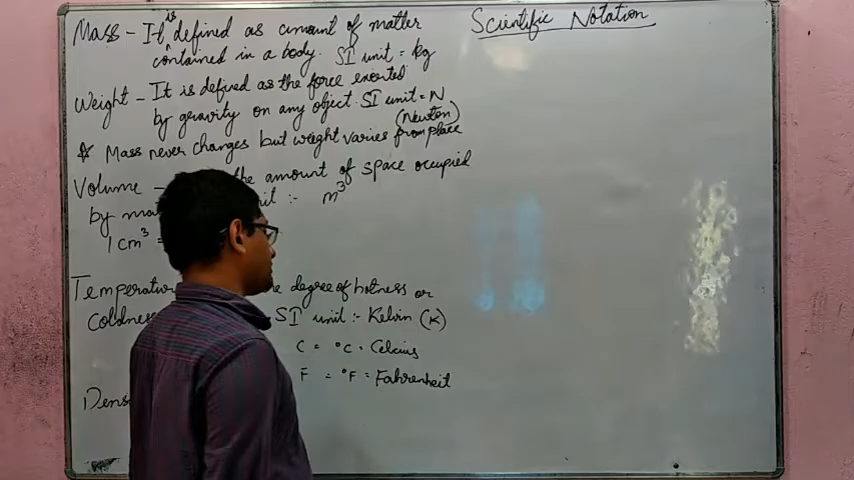 Mass - It is defined as amount of matter
contained in a body. SI unit = kg
Weight - It is defined as the force exerted
by gravity on any object. SI unit = N
(Newton)
☆ Mass never changes but weight varies from place
Volume - the amount of space occupied
by :- m³
1 cm³ =
Temperature degree of hotness or
Coldness SI unit :- Kelvin (K)
C = °C = Celcius
F = °F = Fahrenheit
Dens
Scientific Notation